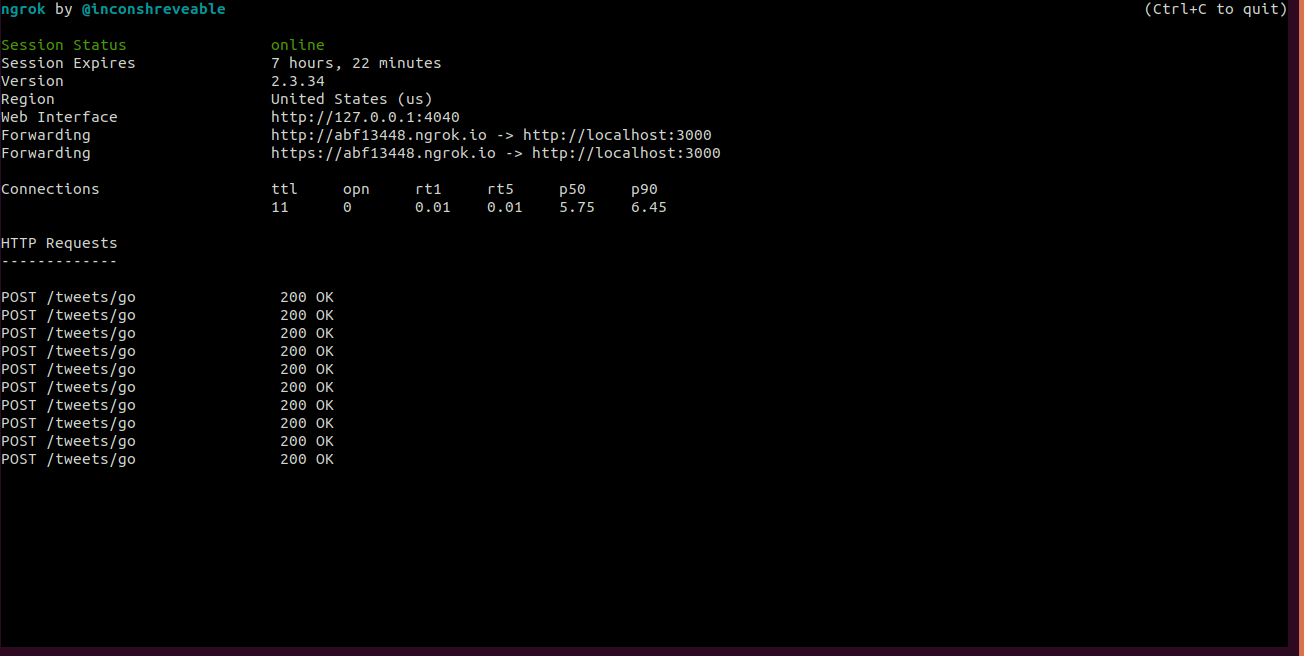 ngrok by @inconshreveable (Ctrl+C to quit)
Session Status online
Session Expires 7 hours, 22 minutes
Version 2.3.34
Region United States (us)
Web Interface http://127.0.0.1:4040
Forwarding http://abf13448.ngrok.io -> http://localhost:3000
Forwarding https://abf13448.ngrok.io -> http://localhost:3000
Connections ttl opn rt1 rt5 p50 p90
11 0 0.01 0.01 5.75 6.45
HTTP Requests
-------------
POST /tweets/go 200 OK
POST /tweets/go 200 OK
POST /tweets/go 200 OK
POST /tweets/go 200 OK
POST /tweets/go 200 OK
POST /tweets/go 200 OK
POST /tweets/go 200 OK
POST /tweets/go 200 OK
POST /tweets/go 200 OK
POST /tweets/go 200 OK